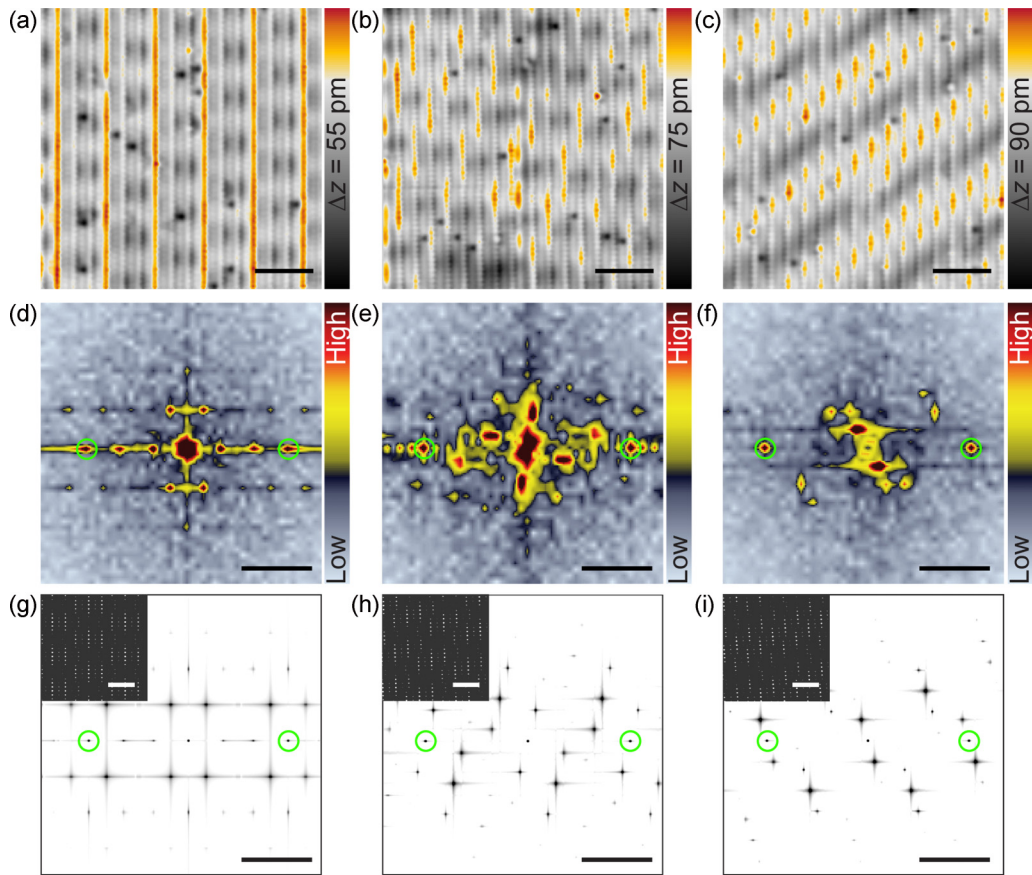 (a)
Δz = 55 pm
(b)
Δz = 75 pm
(c)
Δz = 90 pm
(d)
High
Low
(e)
High
Low
(f)
High
Low
(g)
(h)
(i)